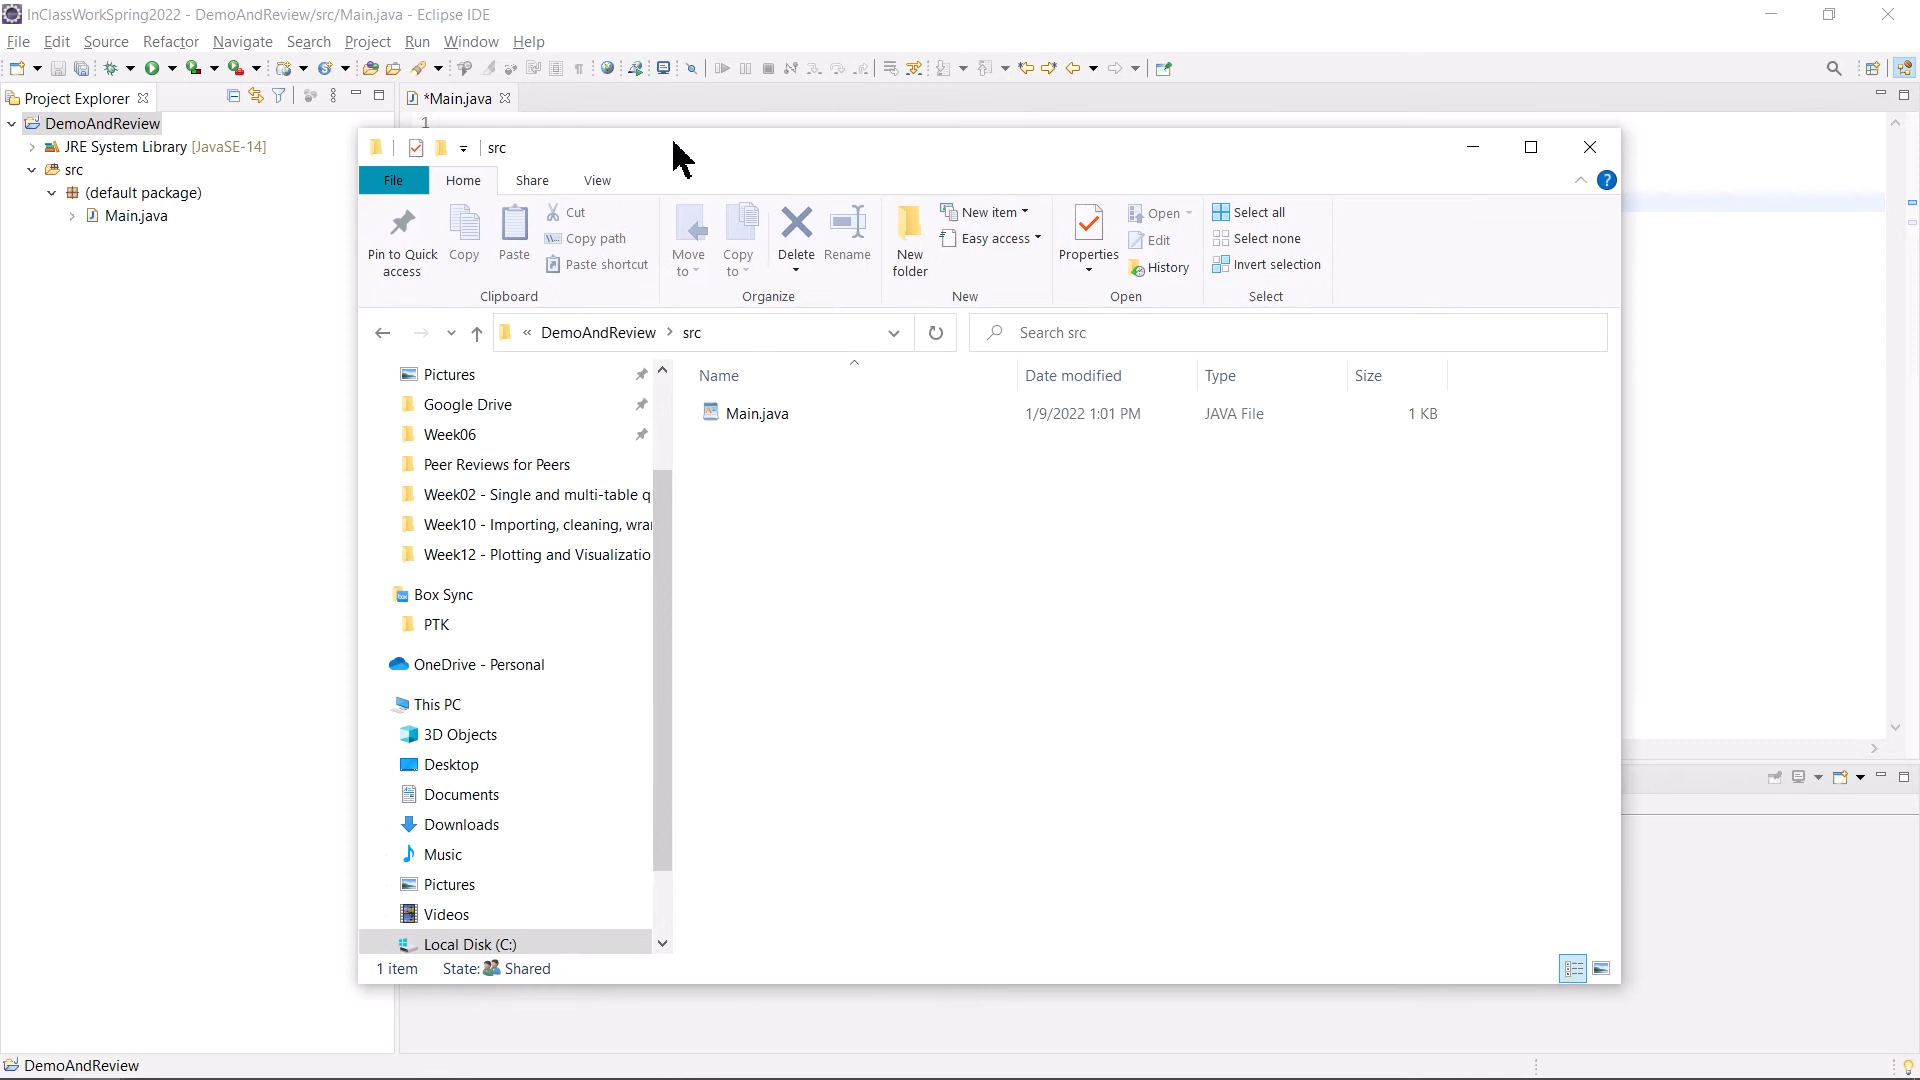 InClassWorkSpring2022 - DemoAndReview/src/Main.java - Eclipse IDE
File Edit Source Refactor Navigate Search Project Run Window Help
Project Explorer
*Main.java
DemoAndReview
1
JRE System Library [JavaSE-14]
src
(default package)
Main.java
src
File Home Share View
Pin to Quick access
Copy
Paste
Cut
Copy path
Paste shortcut
Clipboard
Move to
Copy to
Delete
Rename
Organize
New folder
New item
Easy access
New
Properties
Open
Edit
History
Open
Select all
Select none
Invert selection
Select
« DemoAndReview > src
Search src
Pictures
Google Drive
Week06
Peer Reviews for Peers
Week02 - Single and multi-table q
Week10 - Importing, cleaning, wra
Week12 - Plotting and Visualizatio
Box Sync
PTK
OneDrive - Personal
This PC
3D Objects
Desktop
Documents
Downloads
Music
Pictures
Videos
Local Disk (C:)
Name Date modified Type Size
Main.java 1/9/2022 1:01 PM JAVA File 1 KB
1 item State: Shared
DemoAndReview